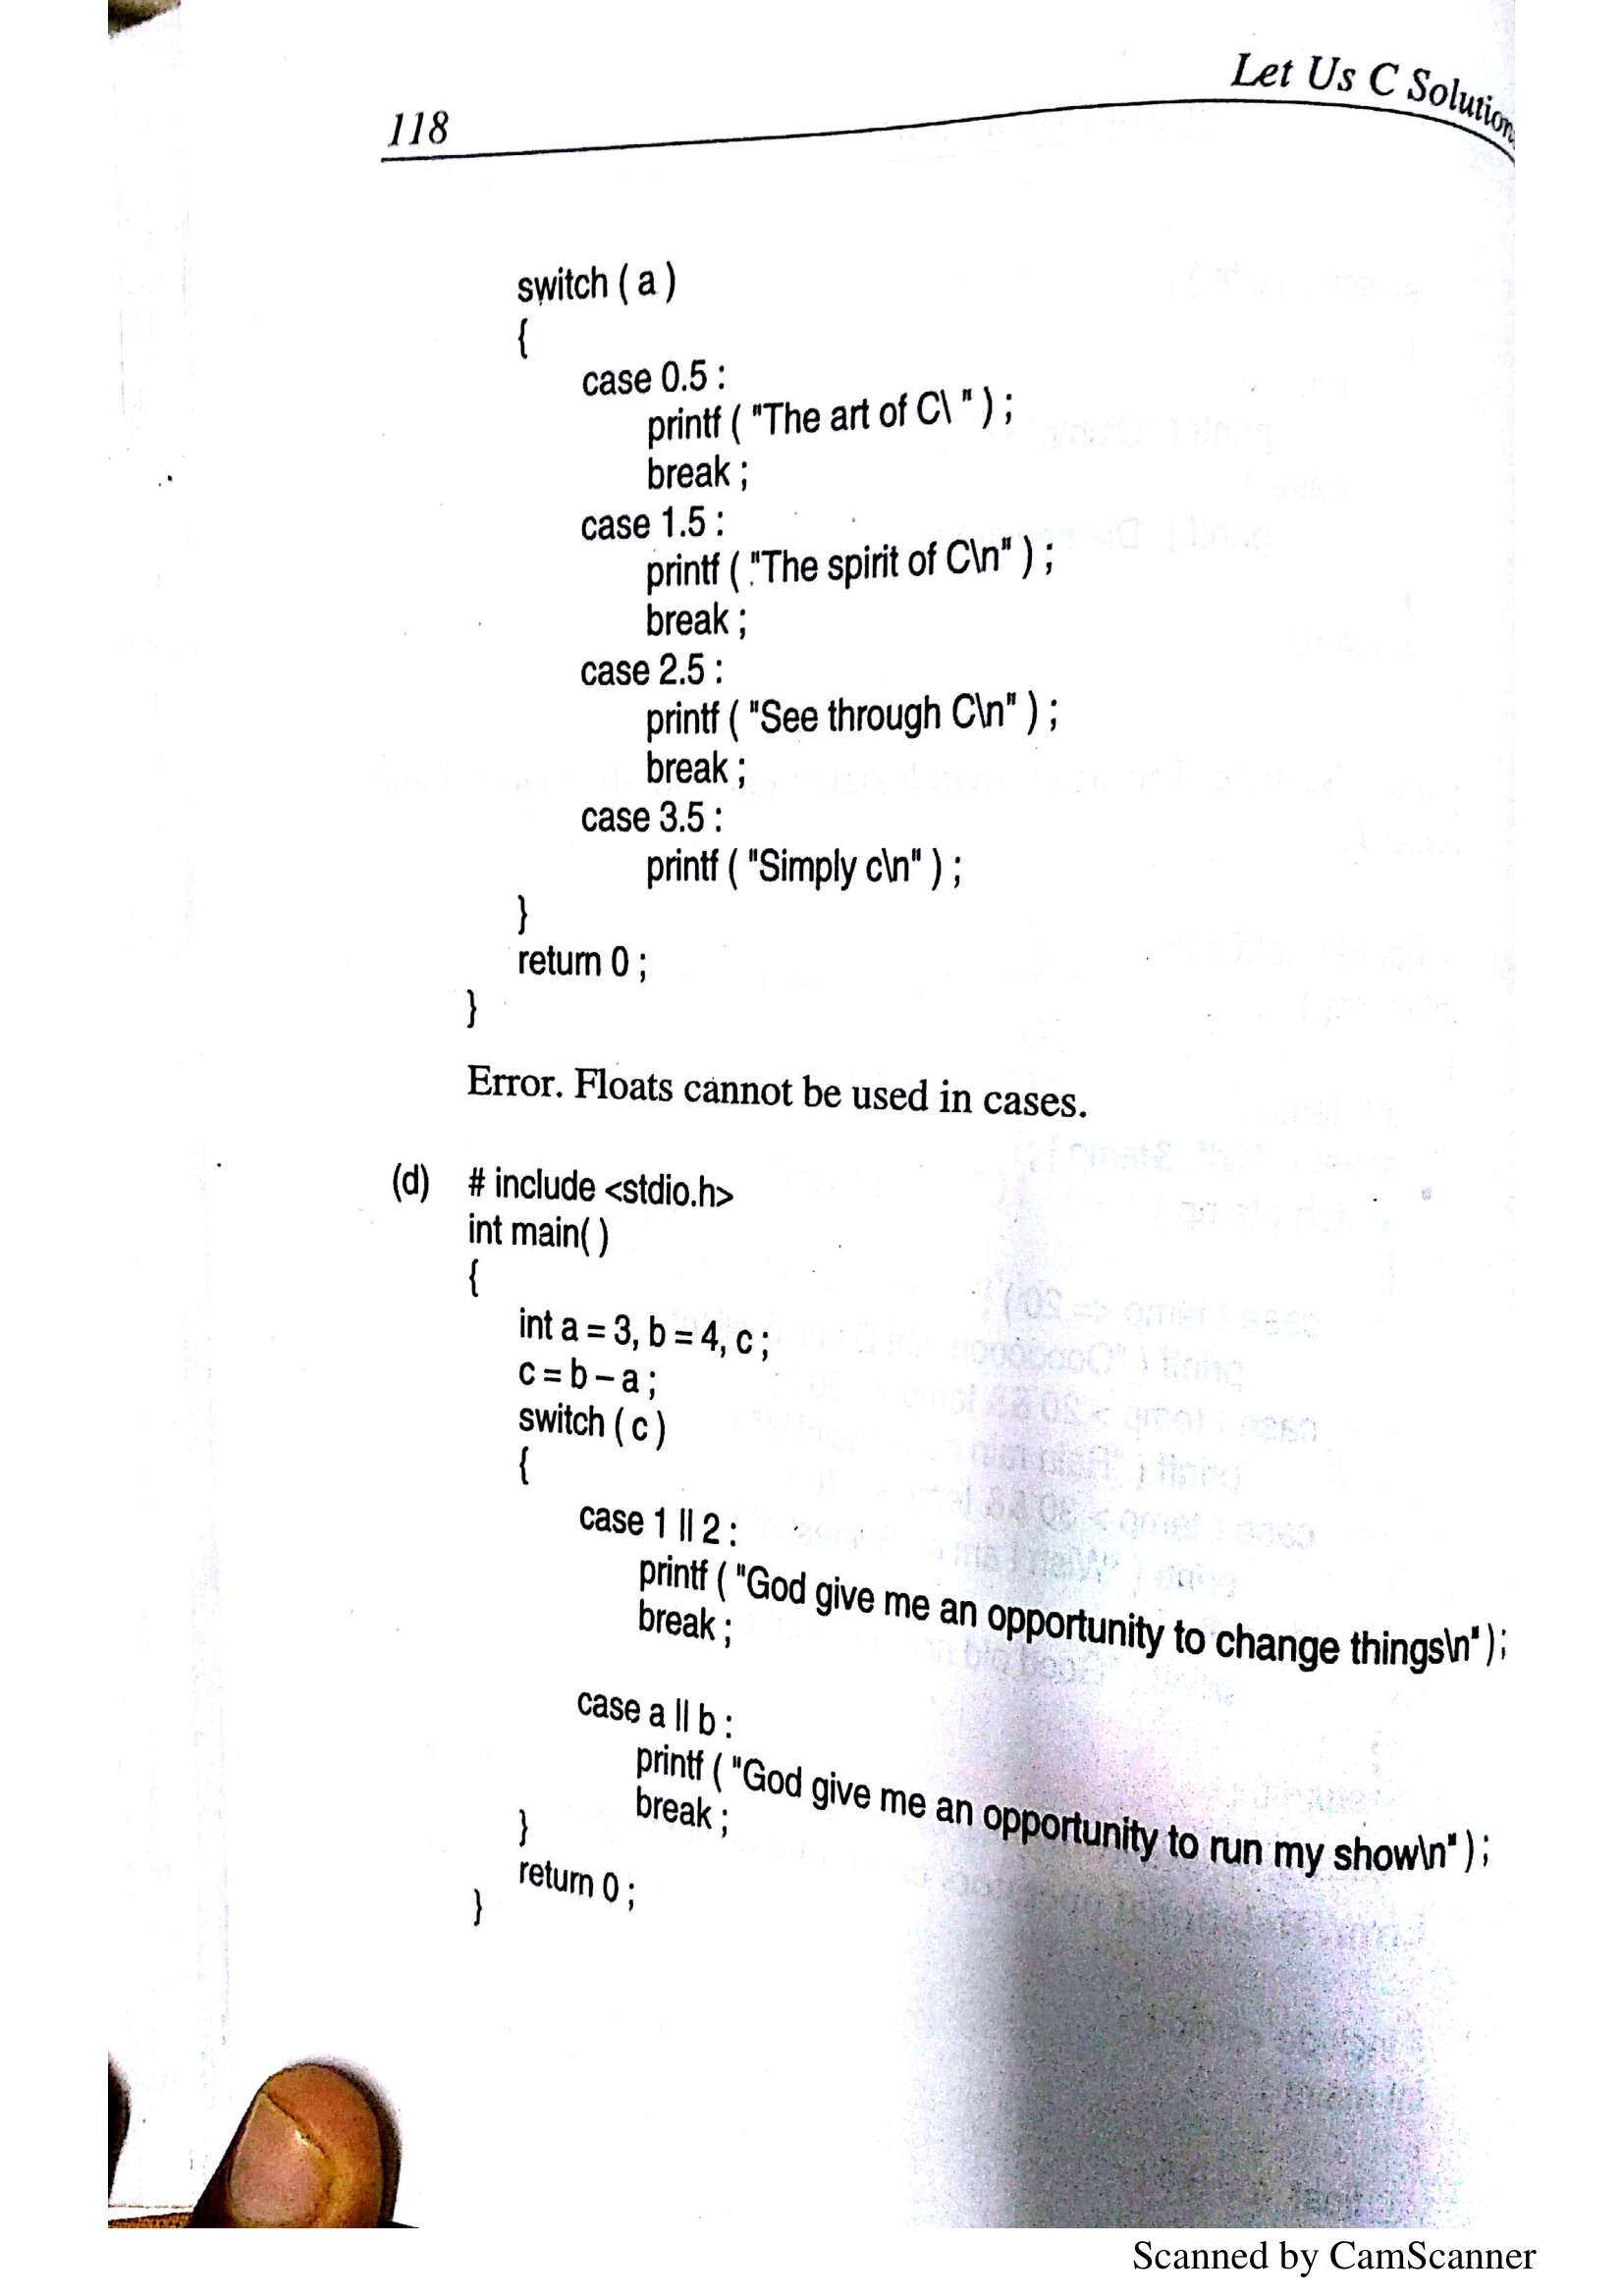 Let Us C Solution
118
switch ( a )
{
case 0.5 :
printf ( "The art of C\ " ) ;
break ;
case 1.5 :
printf ( "The spirit of C\n" ) ;
break ;
case 2.5 :
printf ( "See through C\n" ) ;
break ;
case 3.5 :
printf ( "Simply c\n" ) ;
}
return 0 ;
}
Error. Floats cannot be used in cases.
(d) # include <stdio.h>
int main( )
{
int a = 3, b = 4, c ;
c = b – a ;
switch ( c )
{
case 1 || 2 :
printf ( "God give me an opportunity to change things\n" ) ;
break ;
case a || b :
printf ( "God give me an opportunity to run my show\n" ) ;
break ;
}
return 0 ;
}
Scanned by CamScanner